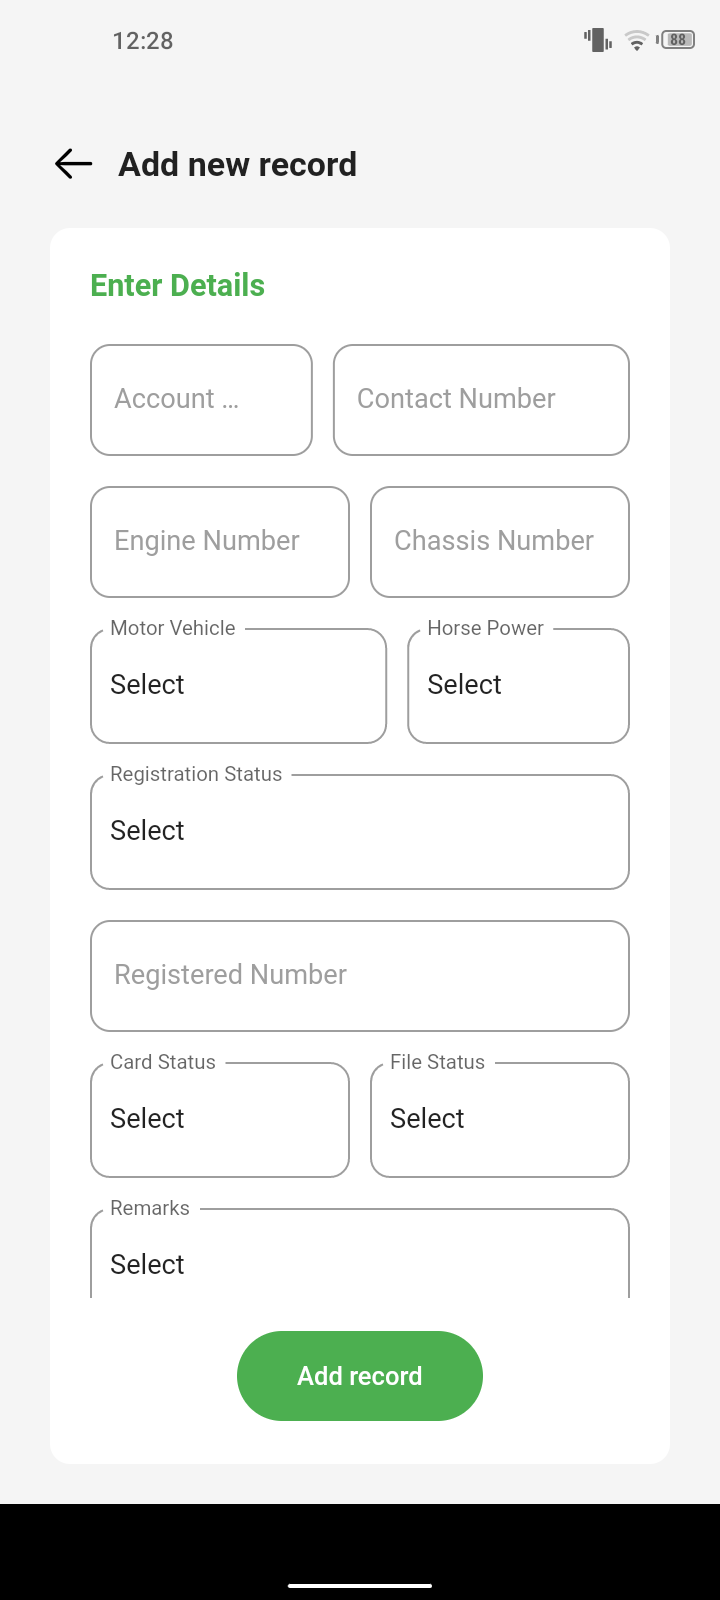 12:28
88
Add new record
Enter Details
Account ...
Contact Number
Engine Number
Chassis Number
Motor Vehicle
Horse Power
Select
Select
Registration Status
Select
Registered Number
Card Status
File Status
Select
Select
Remarks
Select
Add record